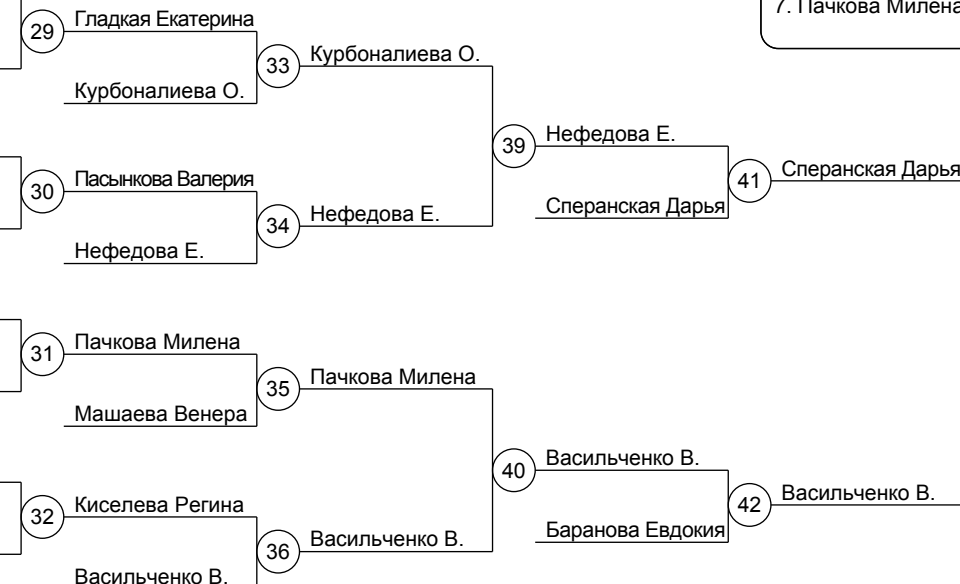 7. Пачкова Милена
29
Гладкая Екатерина
33
Курбоналиева О.
Курбоналиева О.
39
Нефедова Е.
41
Сперанская Дарья
30
Пасынкова Валерия
34
Нефедова Е.
Сперанская Дарья
Нефедова Е.
31
Пачкова Милена
35
Пачкова Милена
Машаева Венера
40
Васильченко В.
42
Васильченко В.
32
Киселева Регина
36
Васильченко В.
Баранова Евдокия
Васильченко В.